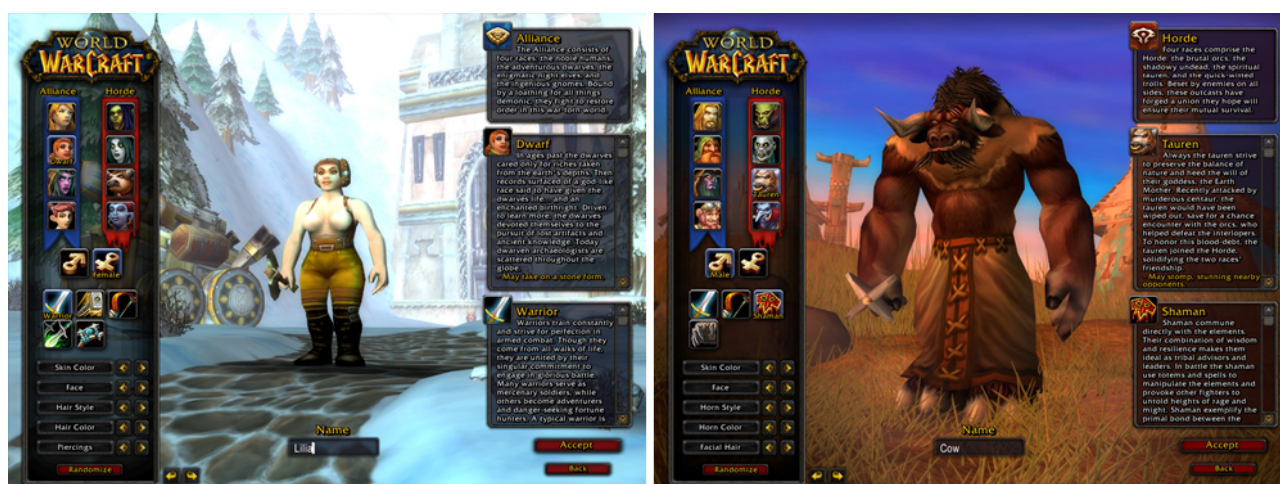 WORLD
WARCRAFT
Alliance Horde
Dwarf
Female
Warrior
Skin Color
Face
Hair Style
Hair Color
Piercings
Randomize
Name
Lilia
Alliance
The Alliance consists of
four races: the noble humans,
the adventurous dwarves, the
enigmatic night elves, and
the ingenious gnomes. Bound
by a loathing for all things
demonic, they fight to restore
order in this war-torn world.
Dwarf
In ages past the dwarves
cared only for riches taken
from the earth's depths. Then
records surfaced of a god-like
race said to have given the
dwarves life... and an
enchanted birthright. Driven
to learn more, the dwarves
devoted themselves to the
pursuit of lost artifacts and
ancient knowledge. Today
dwarven archaeologists are
scattered throughout the
globe.
- May take on a stone form.
Warrior
Warriors train constantly
and strive for perfection in
armed combat. Though they
come from all walks of life,
they are united by their
singular commitment to
engage in glorious battle.
Many warriors serve as
mercenary soldiers, while
others become adventurers
and danger-seeking fortune
hunters. A typical warrior is
Accept
Back
WORLD
WARCRAFT
Alliance Horde
Tauren
Male
Shaman
Skin Color
Face
Horn Style
Horn Color
Facial Hair
Randomize
Name
Cow
Horde
Four races comprise the
Horde: the brutal orcs, the
shadowy undead, the spiritual
tauren, and the quick-witted
trolls. Beset by enemies on all
sides, these outcasts have
forged a union they hope will
ensure their mutual survival.
Tauren
Always the tauren strive
to preserve the balance of
nature and heed the will of
their goddess, the Earth
Mother. Recently attacked by
murderous centaur, the
tauren would have been
wiped out, save for a chance
encounter with the orcs, who
helped defeat the interlopers.
To honor this blood-debt, the
tauren joined the Horde,
solidifying the two races'
friendship.
- May stomp, stunning nearby
opponents.
Shaman
Shaman commune
directly with the elements.
Their combination of wisdom
and resilience makes them
ideal as tribal advisors and
leaders. In battle the shaman
use totems and spells to
manipulate the elements and
provoke other fighters to
untold heights of rage and
might. Shaman exemplify the
primal bond between the
Accept
Back